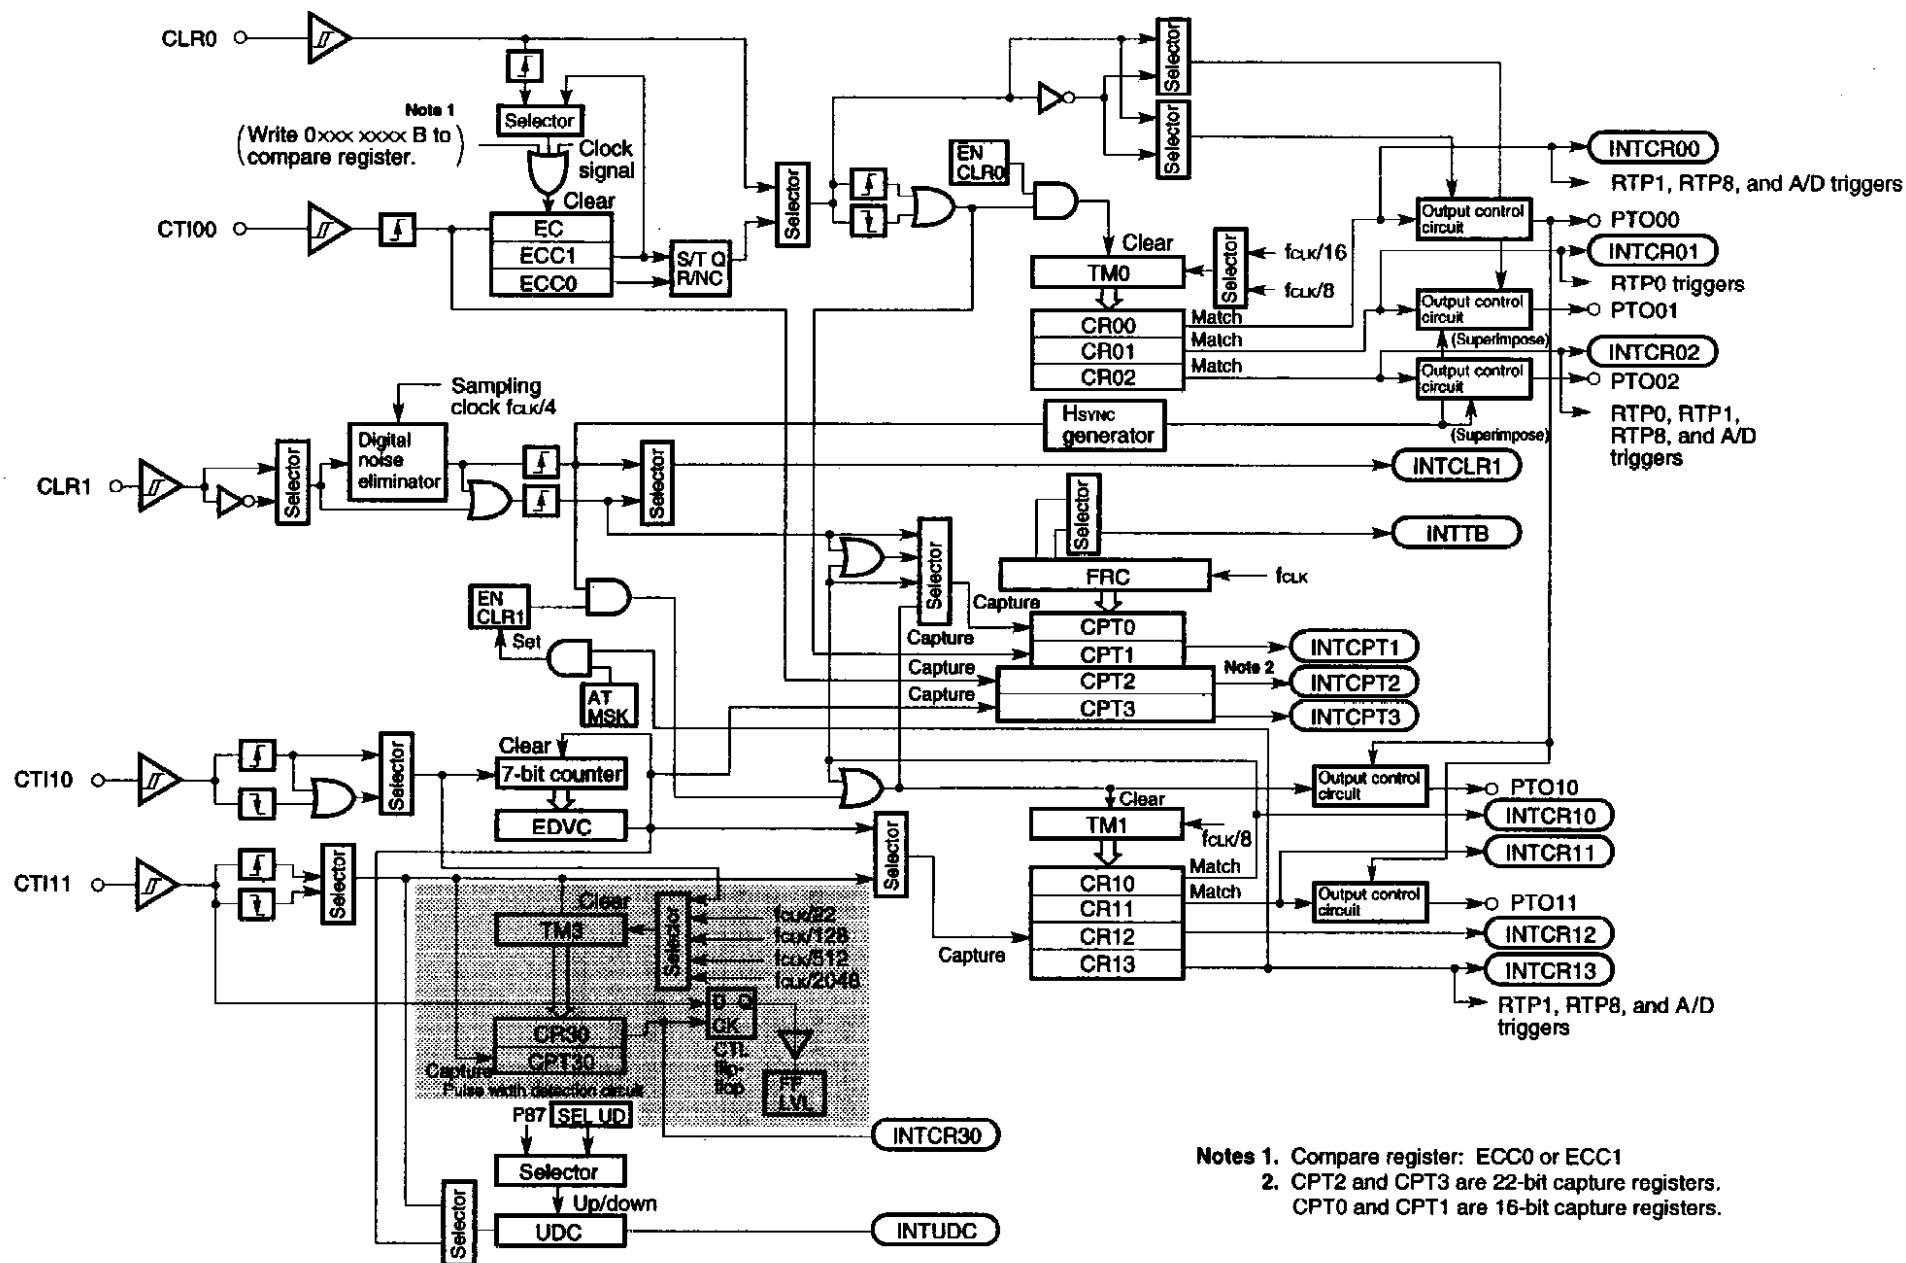 CLR0
Note 1
(Write 0xxx xxxx B to
compare register.)
Selector
Clock
signal
Clear
CTI00
EC
ECC1
ECC0
S/T Q
R/NC
Selector
EN
CLR0
Selector
Selector
INTCR00
RTP1, RTP8, and A/D triggers
Output control
circuit
PTO00
INTCR01
RTP0 triggers
Clear
TM0
Selector
fCLK/16
fCLK/8
Output control
circuit
PTO01
CR00
Match
CR01
Match
CR02
Match
(Superimpose)
INTCR02
Output control
circuit
PTO02
RTP0, RTP1,
RTP8, and A/D
triggers
(Superimpose)
HSYNC
generator
Sampling
clock fCLK/4
Digital
noise
eliminator
CLR1
Selector
Selector
INTCLR1
Selector
INTTB
FRC
fCLK
Selector
EN
CLR1
Set
AT
MSK
Capture
Capture
Capture
Capture
CPT0
CPT1
CPT2
CPT3
Note 2
INTCPT1
INTCPT2
INTCPT3
CTI10
Selector
Clear
7-bit counter
EDVC
Output control
circuit
PTO10
INTCR10
Clear
TM1
fCLK/8
Selector
INTCR11
CTI11
Selector
CR10
Match
CR11
Match
CR12
CR13
Capture
Output control
circuit
PTO11
INTCR12
INTCR13
RTP1, RTP8, and A/D
triggers
Clear
TM3
Selector
fCLK/22
fCLK/128
fCLK/512
fCLK/2048
D Q
CK
CTL
flip-
flop
CR30
CPT30
Capture
Pulse width detection circuit
FF
LVL
P87
SEL UD
INTCR30
Selector
Up/down
Selector
UDC
INTUDC
Notes 1. Compare register: ECC0 or ECC1
2. CPT2 and CPT3 are 22-bit capture registers.
CPT0 and CPT1 are 16-bit capture registers.